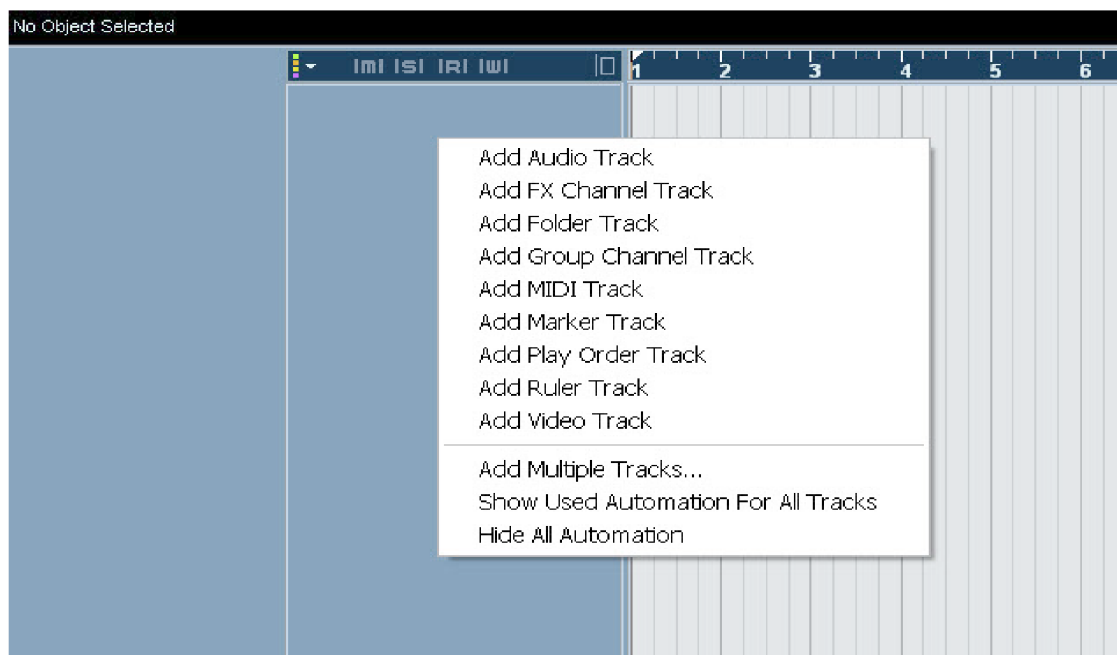 No Object Selected
|m| |S| |R| |W|
1 2 3 4 5 6
Add Audio Track
Add FX Channel Track
Add Folder Track
Add Group Channel Track
Add MIDI Track
Add Marker Track
Add Play Order Track
Add Ruler Track
Add Video Track
Add Multiple Tracks...
Show Used Automation For All Tracks
Hide All Automation